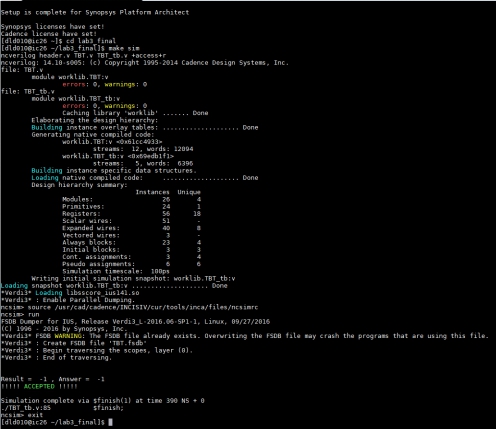 Setup is complete for Synopsys Platform Architect
Synopsys licenses have set!
Cadence license have set!
[dld010@ic26 ~]$ cd lab3_final
[dld010@ic26 ~/lab3_final]$ make sim
ncverilog header.v TBT.v TBT_tb.v +access+r
ncverilog: 14.10-s005: (c) Copyright 1995-2014 Cadence Design Systems, Inc.
file: TBT.v
module worklib.TBT:v
errors: 0, warnings: 0
file: TBT_tb.v
module worklib.TBT_tb:v
errors: 0, warnings: 0
Caching library 'worklib' ....... Done
Elaborating the design hierarchy:
Building instance overlay tables: .................... Done
Generating native compiled code:
worklib.TBT:v <0x61cc4933>
streams: 12, words: 12094
worklib.TBT_tb:v <0x69edb1f1>
streams: 5, words: 6396
Building instance specific data structures.
Loading native compiled code: .................... Done
Design hierarchy summary:
Instances Unique
Modules: 26 4
Primitives: 24 1
Registers: 56 18
Scalar wires: 51 -
Expanded wires: 40 8
Vectored wires: 3 -
Always blocks: 23 4
Initial blocks: 3 3
Cont. assignments: 3 4
Pseudo assignments: 6 6
Simulation timescale: 100ps
Writing initial simulation snapshot: worklib.TBT_tb:v
Loading snapshot worklib.TBT_tb:v .................... Done
*Verdi3* Loading libsscore_ius141.so
*Verdi3* : Enable Parallel Dumping.
ncsim> source /usr/cad/cadence/INCISIV/cur/tools/inca/files/ncsimrc
ncsim> run
FSDB Dumper for IUS, Release Verdi3_L-2016.06-SP1-1, Linux, 09/27/2016
(C) 1996 - 2016 by Synopsys, Inc.
*Verdi3* FSDB WARNING: The FSDB file already exists. Overwriting the FSDB file may crash the programs that are using this file.
*Verdi3* : Create FSDB file 'TBT.fsdb'
*Verdi3* : Begin traversing the scopes, layer (0).
*Verdi3* : End of traversing.
Result = -1 , Answer = -1
!!!!! ACCEPTED !!!!!
Simulation complete via $finish(1) at time 390 NS + 0
./TBT_tb.v:85 $finish;
ncsim> exit
[dld010@ic26 ~/lab3_final]$